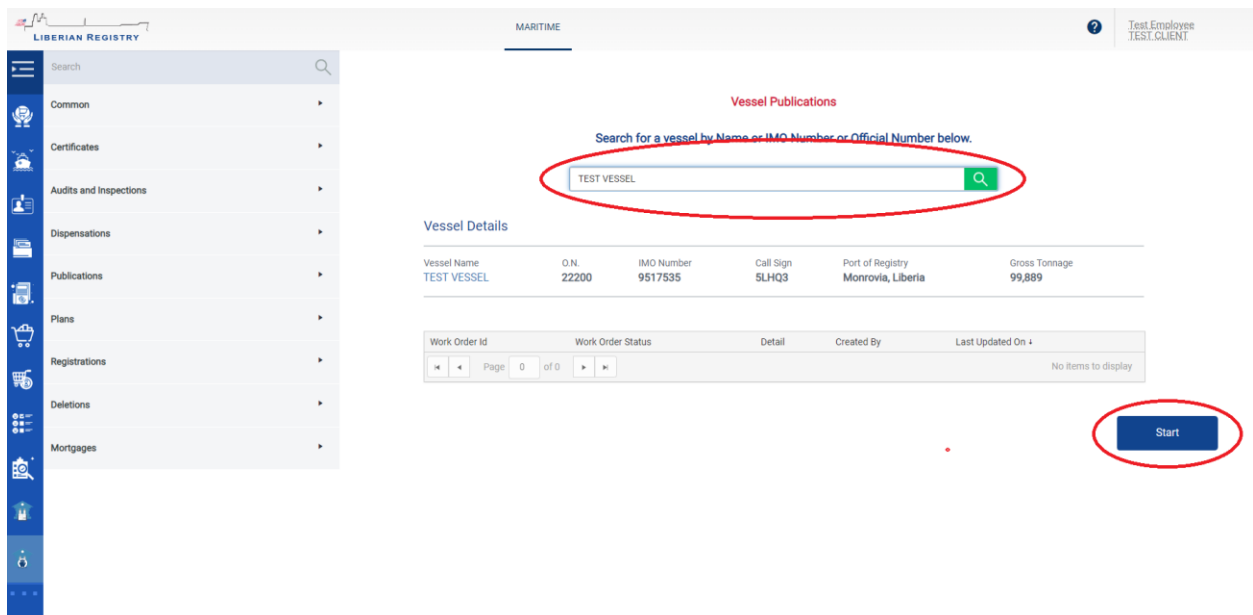 LIBERIAN REGISTRY
MARITIME
?
Test Employee
TEST CLIENT
Search
Common
Certificates
Audits and Inspections
Dispensations
Publications
Plans
Registrations
Deletions
Mortgages
Vessel Publications
Search for a vessel by Name or IMO Number or Official Number below.
TEST VESSEL
Vessel Details
Vessel Name O.N. IMO Number Call Sign Port of Registry Gross Tonnage
TEST VESSEL 22200 9517535 5LHQ3 Monrovia, Liberia 99,889
Work Order Id Work Order Status Detail Created By Last Updated On ↓
Page 0 of 0 No items to display
Start